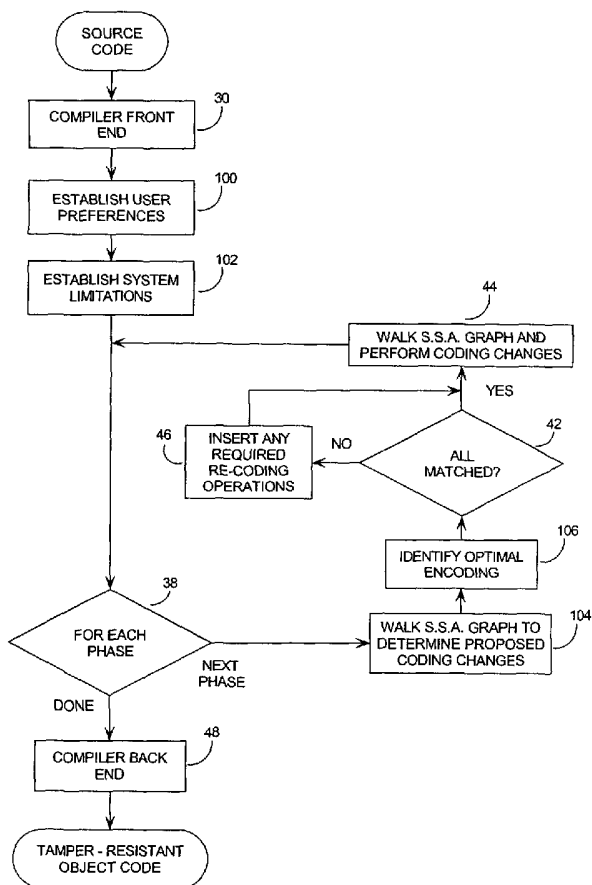 SOURCE
CODE
30
COMPILER FRONT
END
100
ESTABLISH USER
PREFERENCES
102
ESTABLISH SYSTEM
LIMITATIONS
44
WALK S.S.A. GRAPH AND
PERFORM CODING CHANGES
YES
46
INSERT ANY
REQUIRED
RE-CODING
OPERATIONS
NO
42
ALL
MATCHED?
106
IDENTIFY OPTIMAL
ENCODING
38
FOR EACH
PHASE
NEXT
PHASE
104
WALK S.S.A. GRAPH TO
DETERMINE PROPOSED
CODING CHANGES
DONE
48
COMPILER BACK
END
TAMPER - RESISTANT
OBJECT CODE